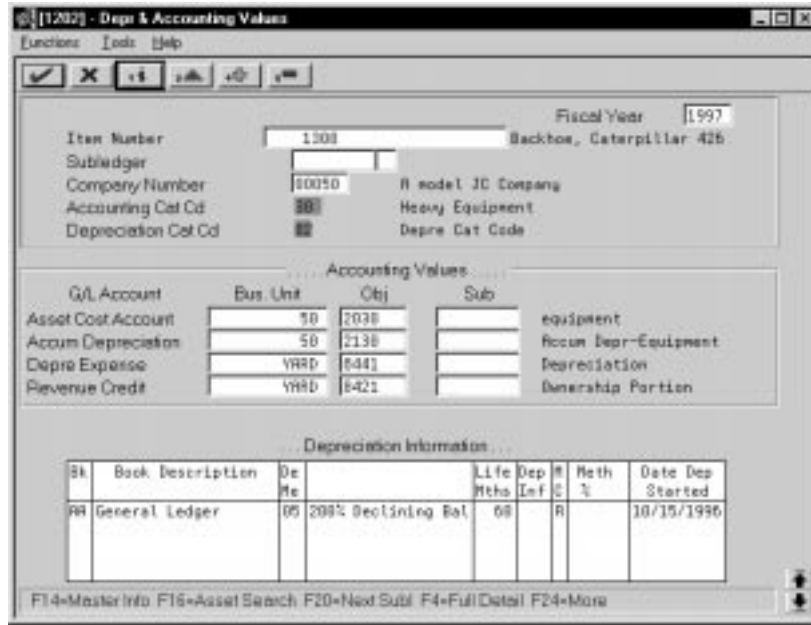 [1202] - Depr & Accounting Values
Functions Tools Help
Fiscal Year 1997
Item Number 1300 Backhoe, Caterpillar 426
Subledger
Company Number 00050 A model JC Company
Accounting Cat Cd Heavy Equipment
Depreciation Cat Cd 02 Depre Cat Code
..... Accounting Values .....
G/L Account Bus. Unit Obj Sub
Asset Cost Account 50 2030 equipment
Accum Depreciation 50 2130 Accum Depr-Equipment
Depre Expense YARD Depreciation
Revenue Credit YARD Ownership Portion
... Depreciation Information ...
Bk Book Description De Me Life Mths Dep Inf M C Meth % Date Dep Started
AA General Ledger 05 200% Declining Bal 60 R 10/15/1996
F14=Master Info F16=Asset Search F20=Next Subl F4=Full Detail F24=More